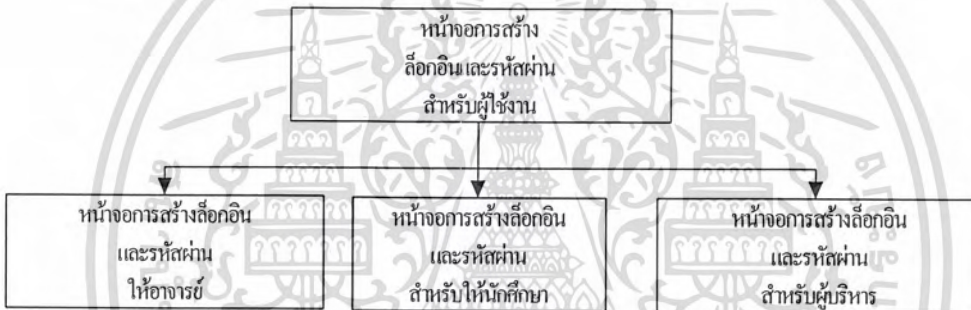 หน้าจอการสร้าง
ล็อกอินและรหัสผ่าน
สำหรับผู้ใช้งาน
หน้าจอการสร้างล็อกอิน
และรหัสผ่าน
ให้อาจารย์
หน้าจอการสร้างล็อกอิน
และรหัสผ่าน
สำหรับให้นักศึกษา
หน้าจอการสร้างล็อกอิน
และรหัสผ่าน
สำหรับผู้บริหาร